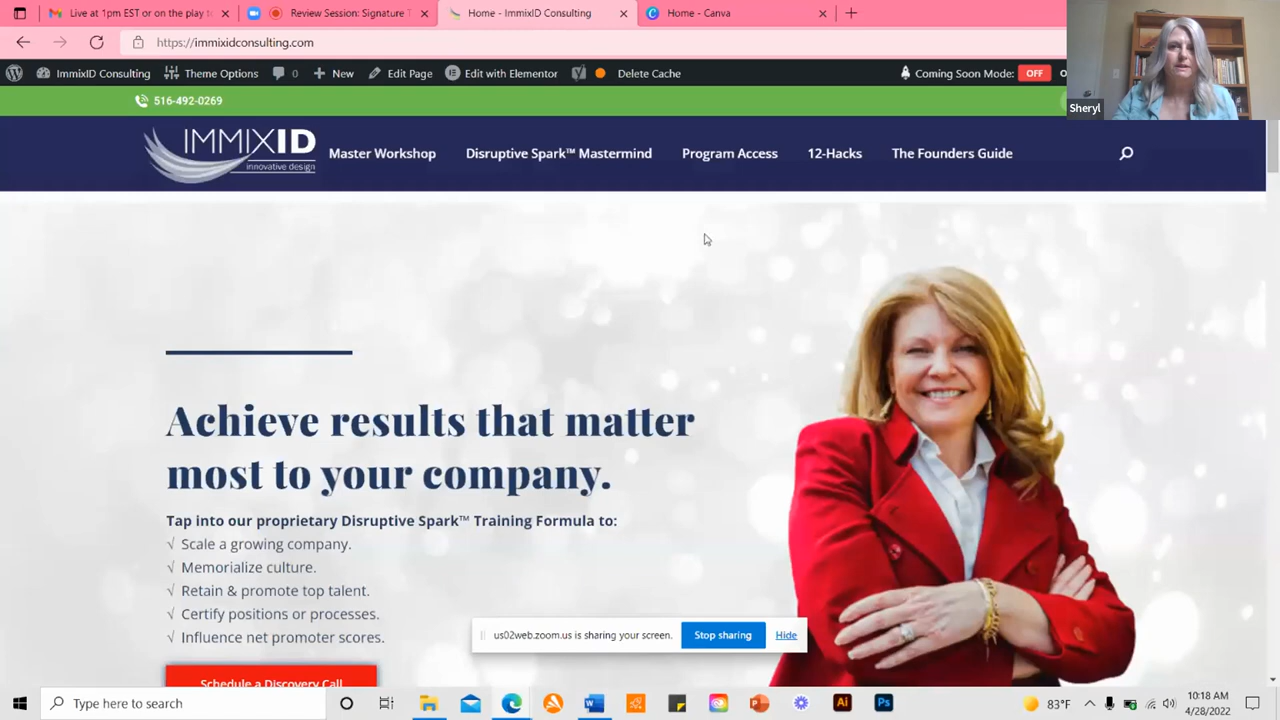 Live at 1pm EST or on the play t
Review Session: Signature T
Home - ImmixID Consulting
Home - Canva
https://immixidconsulting.com
ImmixID Consulting
Theme Options
0
New
Edit Page
Edit with Elementor
Delete Cache
Coming Soon Mode:
OFF
Sheryl
516-492-0269
IMMIXID
innovative design
Master Workshop
Disruptive Spark™ Mastmind
Program Access
12-Hacks
The Founders Guide
Achieve results that matter
most to your company.
Tap into our proprietary Disruptive Spark™ Training Formula to:
√ Scale a growing company.
√ Memorialize culture.
√ Retain & promote top talent.
√ Certify positions or processes.
√ Influence net promoter scores.
us02web.zoom.us is sharing your screen.
Stop sharing
Hide
Schedule a Discovery Call
Type here to search
Ai
Ps
83°F
10:18 AM
4/28/2022